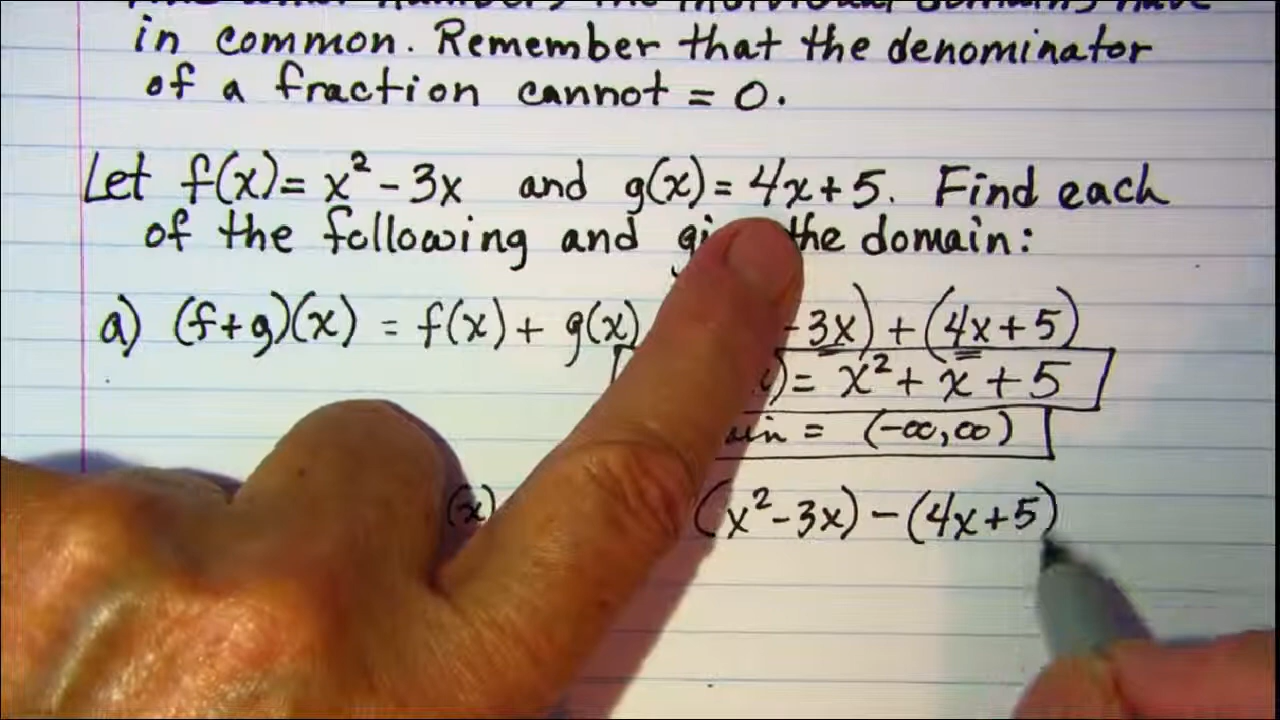 in common. Remember that the denominator
of a fraction cannot = 0.
Let f(x) = x² - 3x and g(x) = 4x + 5. Find each
of the following and the domain:
a) (f+g)(x) = f(x) + g(x) - 3x) + (4x + 5)
= x² + x + 5
= (-∞, ∞)
(x) (x² - 3x) - (4x + 5)